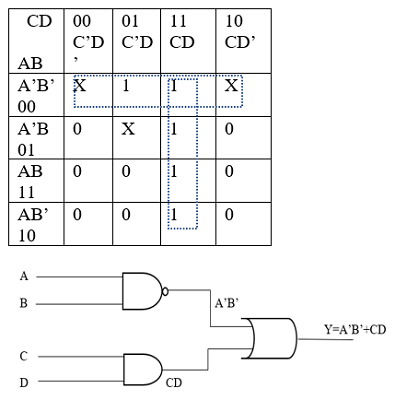 CD 00 01 11 10
C’D C’D CD CD’
AB ’
A’B’ X 1 1 X
00
A’B 0 X 1 0
01
AB 0 0 1 0
11
AB’ 0 0 1 0
10
A
B
A’B’
Y=A’B’+CD
C
D
CD